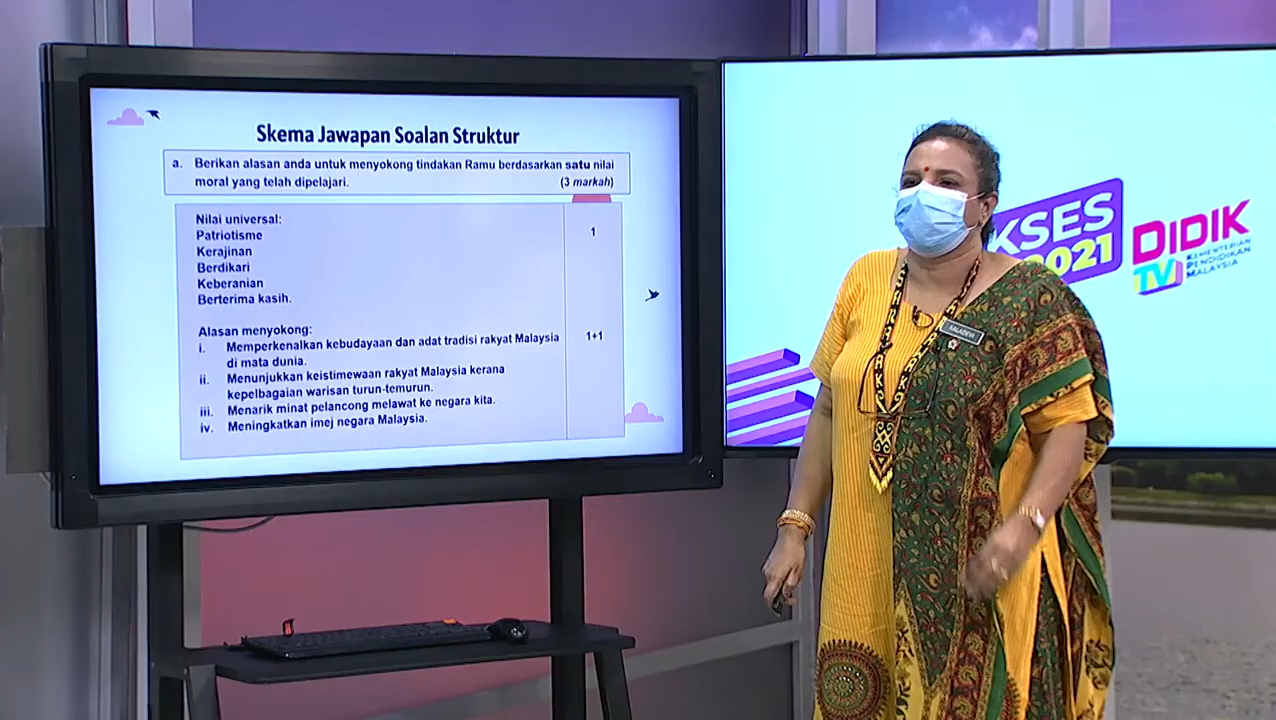 Skema Jawapan Soalan Struktur
a. Berikan alasan anda untuk menyokong tindakan Ramu berdasarkan satu nilai
moral yang telah dipelajari. (3 markah)
Nilai universal:
Patriotisme 1
Kerajinan
Berdikari
Keberanian
Berterima kasih.
Alasan menyokong:
i. Memperkenalkan kebudayaan dan adat tradisi rakyat Malaysia 1+1
di mata dunia.
ii. Menunjukkan keistimewaan rakyat Malaysia kerana
kepelbagaian warisan turun-temurun.
iii. Menarik minat pelancong melawat ke negara kita.
iv. Meningkatkan imej negara Malaysia.
KSES
2021
DIDIK
TV
KEMENTERIAN
PENDIDIKAN
MALAYSIA
KALADEVI